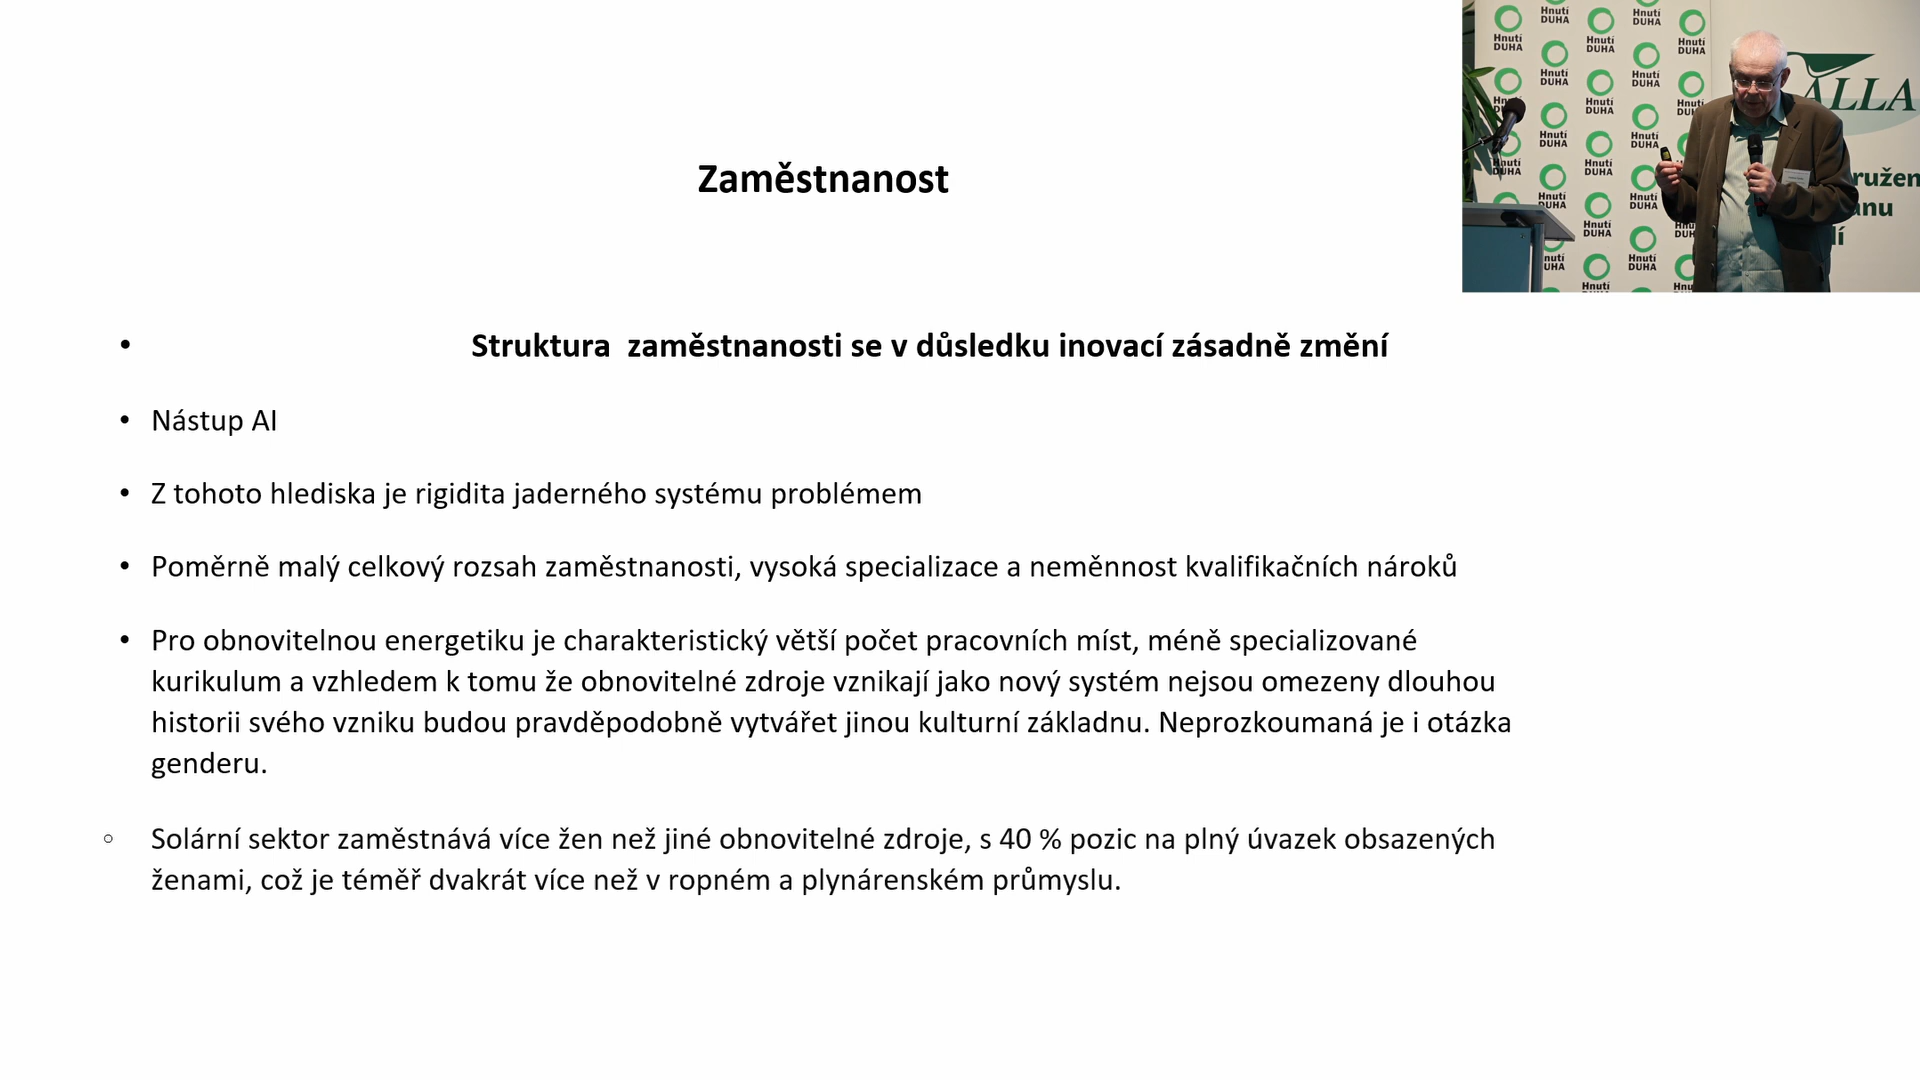 Zaměstnanost
• Struktura  zaměstnanosti se v důsledku inovací zásadně změní
• Nástup AI
• Z tohoto hlediska je rigidita jaderného systému problémem
• Poměrně malý celkový rozsah zaměstnanosti, vysoká specializace a neměnnost kvalifikačních nároků
• Pro obnovitelnou energetiku je charakteristický větší počet pracovních míst, méně specializované
kurikulum a vzhledem k tomu že obnovitelné zdroje vznikají jako nový systém nejsou omezeny dlouhou
historii svého vzniku budou pravděpodobně vytvářet jinou kulturní základnu. Neprozkoumaná je i otázka
genderu.
◦ Solární sektor zaměstnává více žen než jiné obnovitelné zdroje, s 40 % pozic na plný úvazek obsazených
ženami, což je téměř dvakrát více než v ropném a plynárenském průmyslu.
Hnutí
DUHA
ALLA